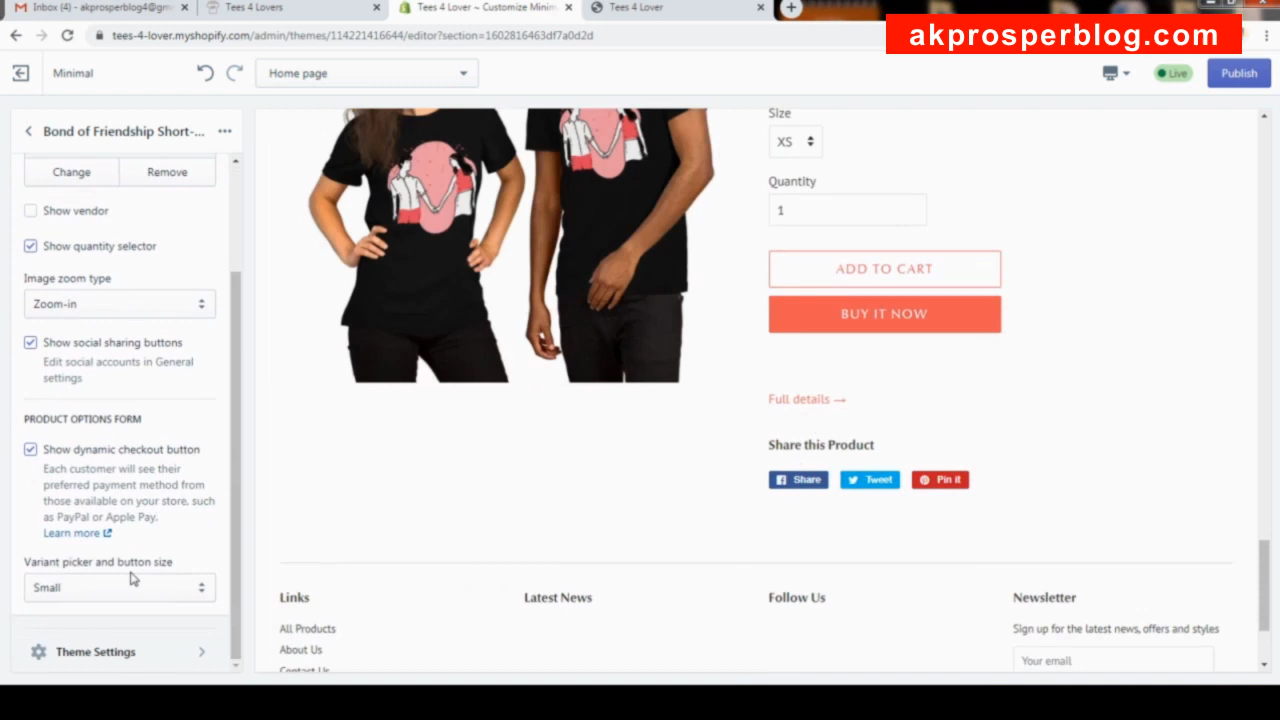 Inbox (4) - akprosperblog4@gm
Tees 4 Lovers
Tees 4 Lover ~ Customize Minim
Tees 4 Lover
tees-4-lover.myshopify.com/admin/themes/114221416644/editor?section=1602816463df7a0d2d
akprosperblog.com
Minimal
Home page
Live
Publish
Bond of Friendship Short-...
Change
Remove
Show vendor
Show quantity selector
Image zoom type
Zoom-in
Show social sharing buttons
Edit social accounts in General
settings
PRODUCT OPTIONS FORM
Show dynamic checkout button
Each customer will see their
preferred payment method from
those available on your store, such
as PayPal or Apple Pay.
Learn more
Variant picker and button size
Small
Theme Settings
Size
XS
Quantity
1
ADD TO CART
BUY IT NOW
Full details →
Share this Product
Share
Tweet
Pin it
Links
All Products
About Us
Contact Us
Latest News
Follow Us
Newsletter
Sign up for the latest news, offers and styles
Your email